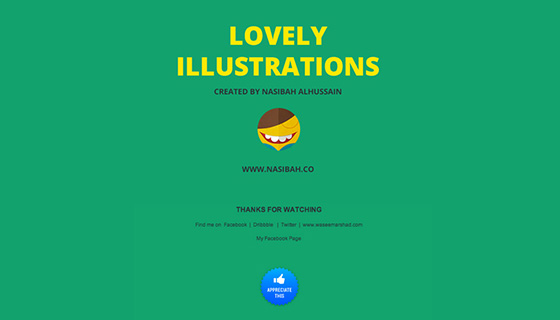 LOVELY
ILLUSTRATIONS
CREATED BY NASIBAH ALHUSSAIN
WWW.NASIBAH.CO
THANKS FOR WATCHING
Find me on Facebook | Dribbble | Twitter | www.waseemarshad.com
My Facebook Page
APPRECIATE
THIS